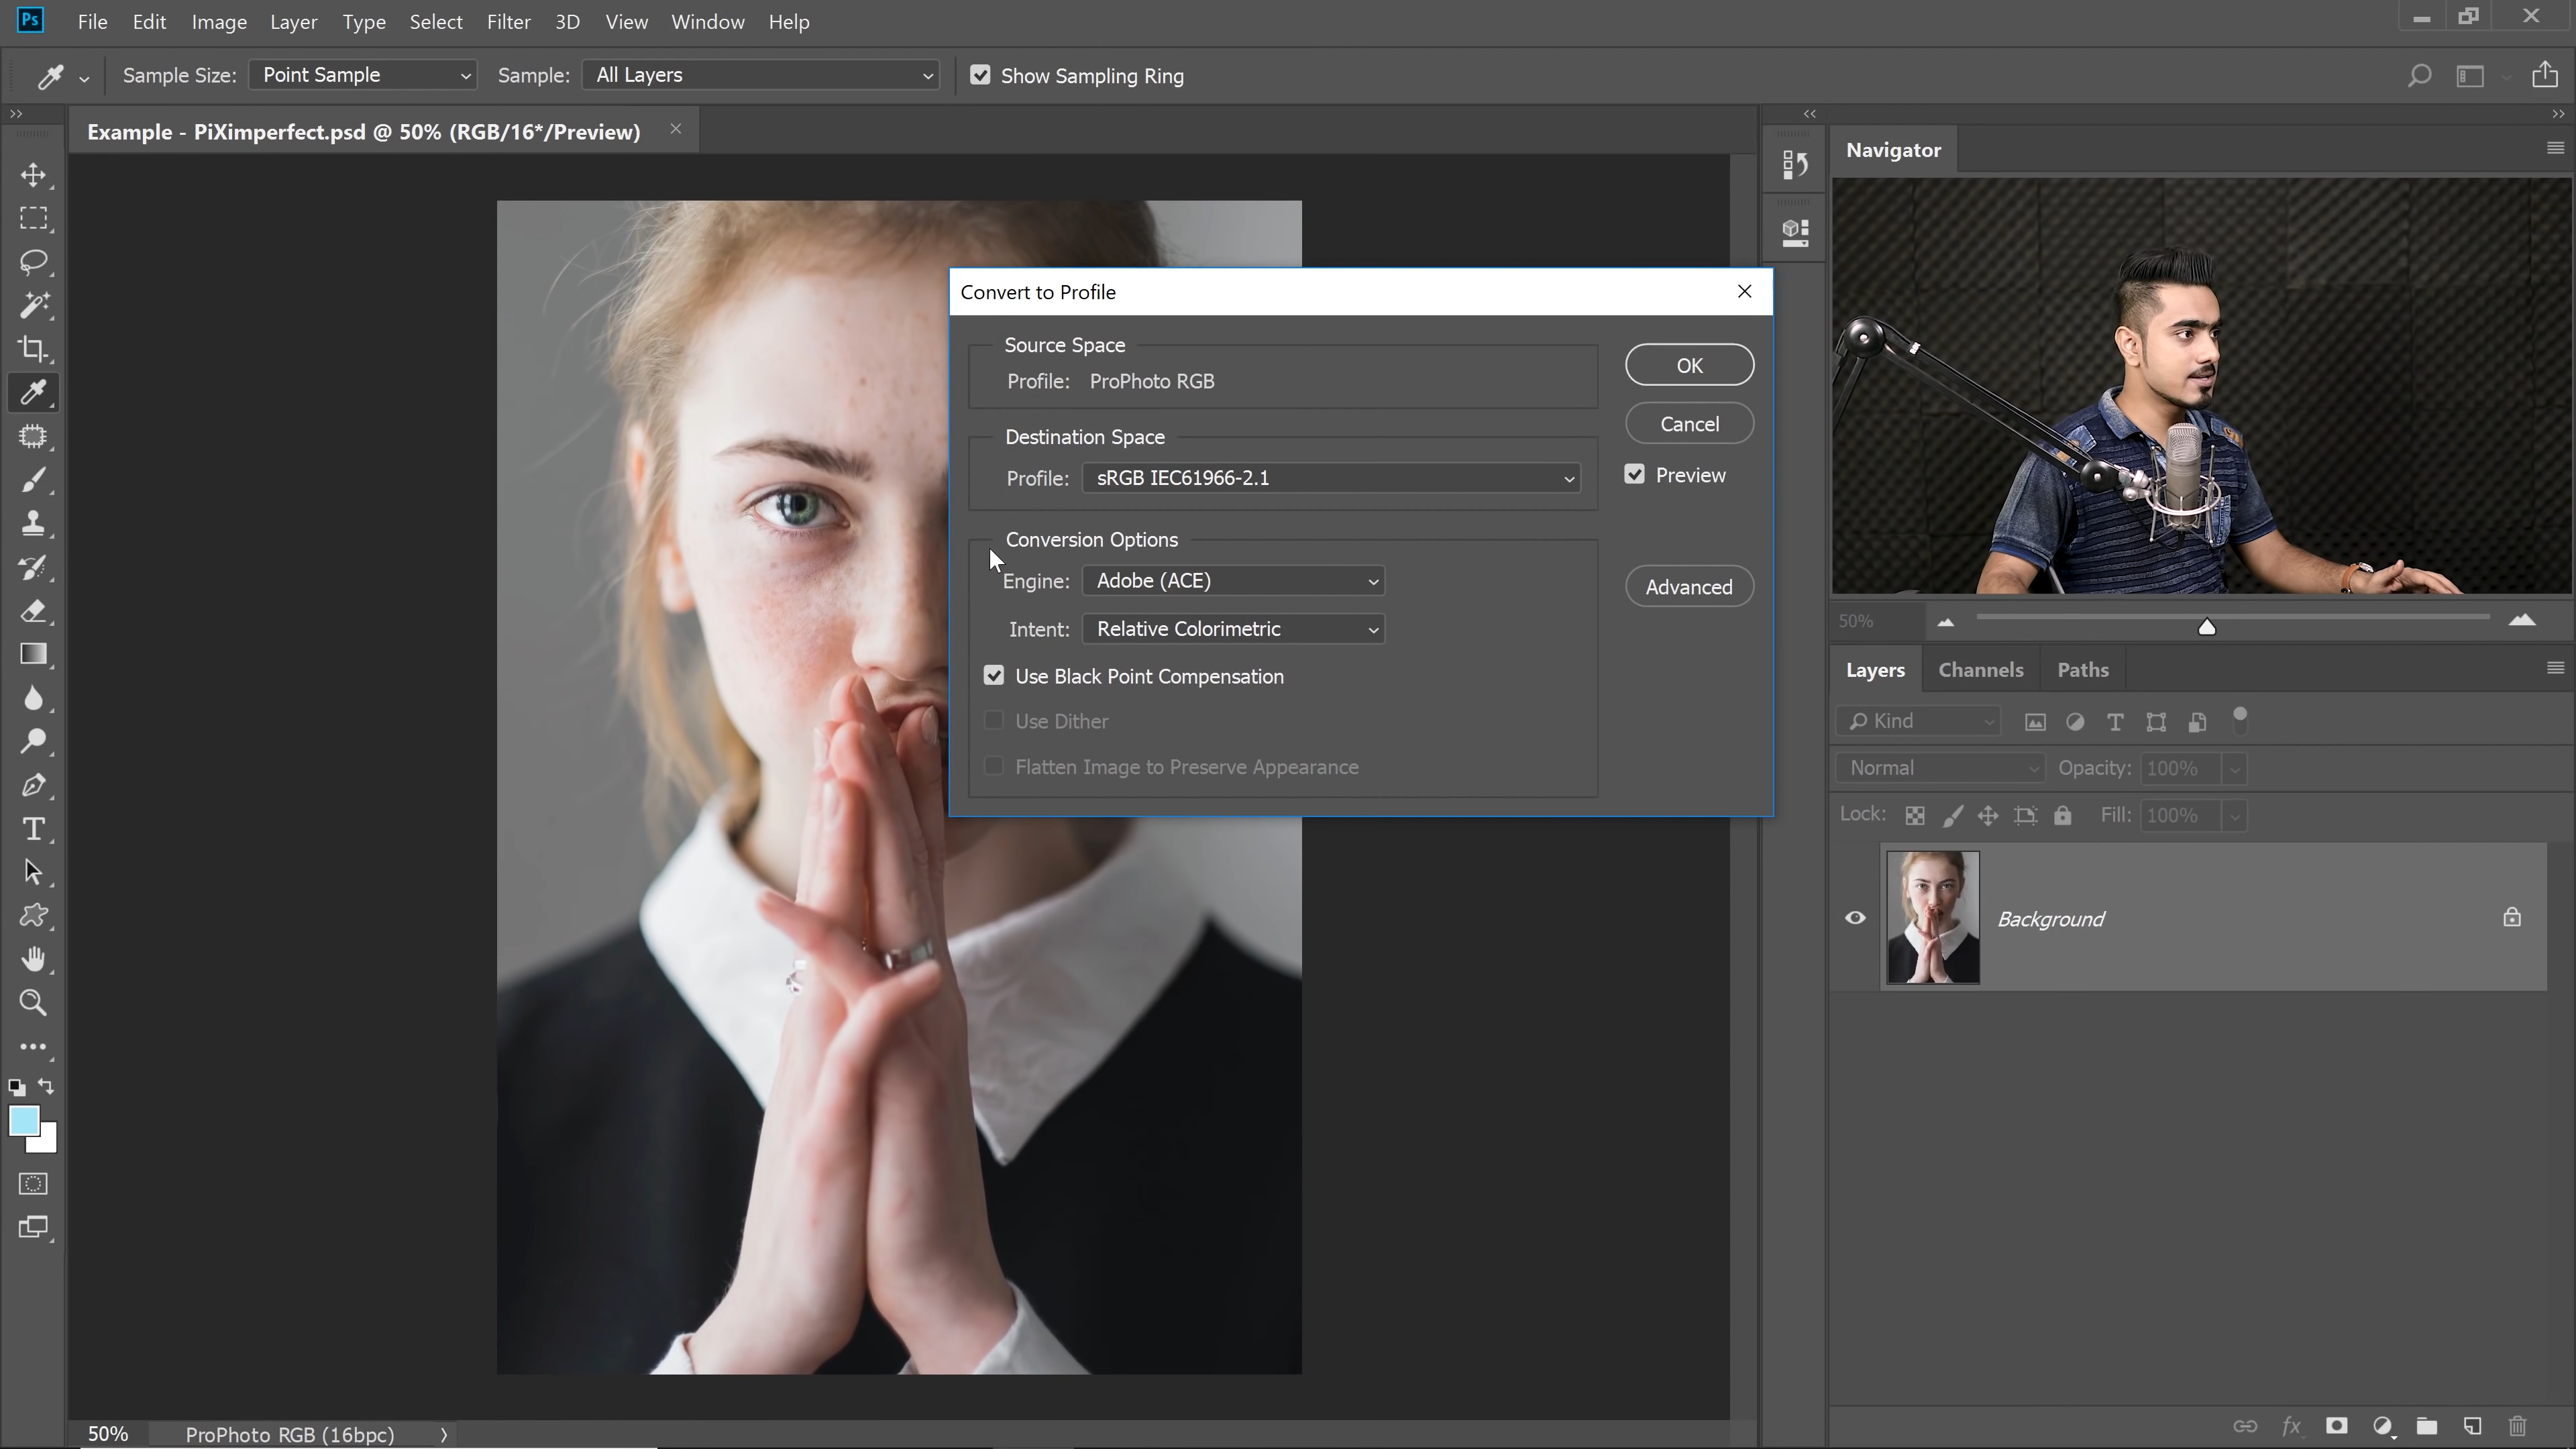 Ps File Edit Image Layer Type Select Filter 3D View Window Help
Sample Size: Point Sample Sample: All Layers Show Sampling Ring
Example - PiXimperfect.psd @ 50% (RGB/16*/Preview)
Navigator
Convert to Profile
Source Space
Profile: ProPhoto RGB
OK
Destination Space
Cancel
Profile: sRGB IEC61966-2.1
Preview
Conversion Options
Engine: Adobe (ACE)
Advanced
Intent: Relative Colorimetric
Use Black Point Compensation
Use Dither
Flatten Image to Preserve Appearance
50%
Layers Channels Paths
Kind
Normal Opacity: 100%
Lock: Fill: 100%
Background
50% ProPhoto RGB (16bpc)
fx